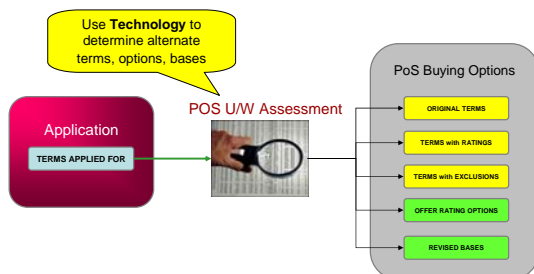 Use Technology to
determine alternate
terms, options, bases
PoS Buying Options
POS U/W Assessment
Application
TERMS APPLIED FOR
ORIGINAL TERMS
TERMS with RATINGS
TERMS with EXCLUSIONS
OFFER RATING OPTIONS
REVISED BASES